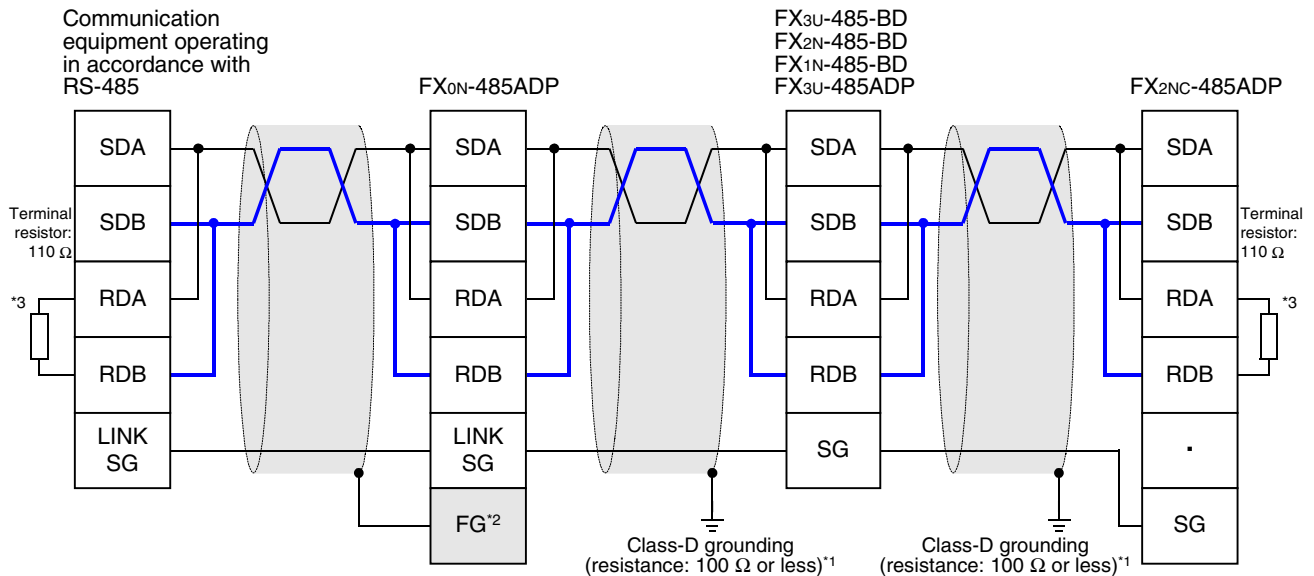 Communication
equipment operating
in accordance with
RS-485
FX0N-485ADP
FX3U-485-BD
FX2N-485-BD
FX1N-485-BD
FX3U-485ADP
FX2NC-485ADP
Terminal
resistor:
110 Ω
*3
SDA
SDB
RDA
RDB
LINK
SG
SDA
SDB
RDA
RDB
LINK
SG
FG*2
SDA
SDB
RDA
RDB
SG
SDA
SDB
RDA
RDB
.
SG
Terminal
resistor:
110 Ω
*3
Class-D grounding
(resistance: 100 Ω or less)*1
Class-D grounding
(resistance: 100 Ω or less)*1